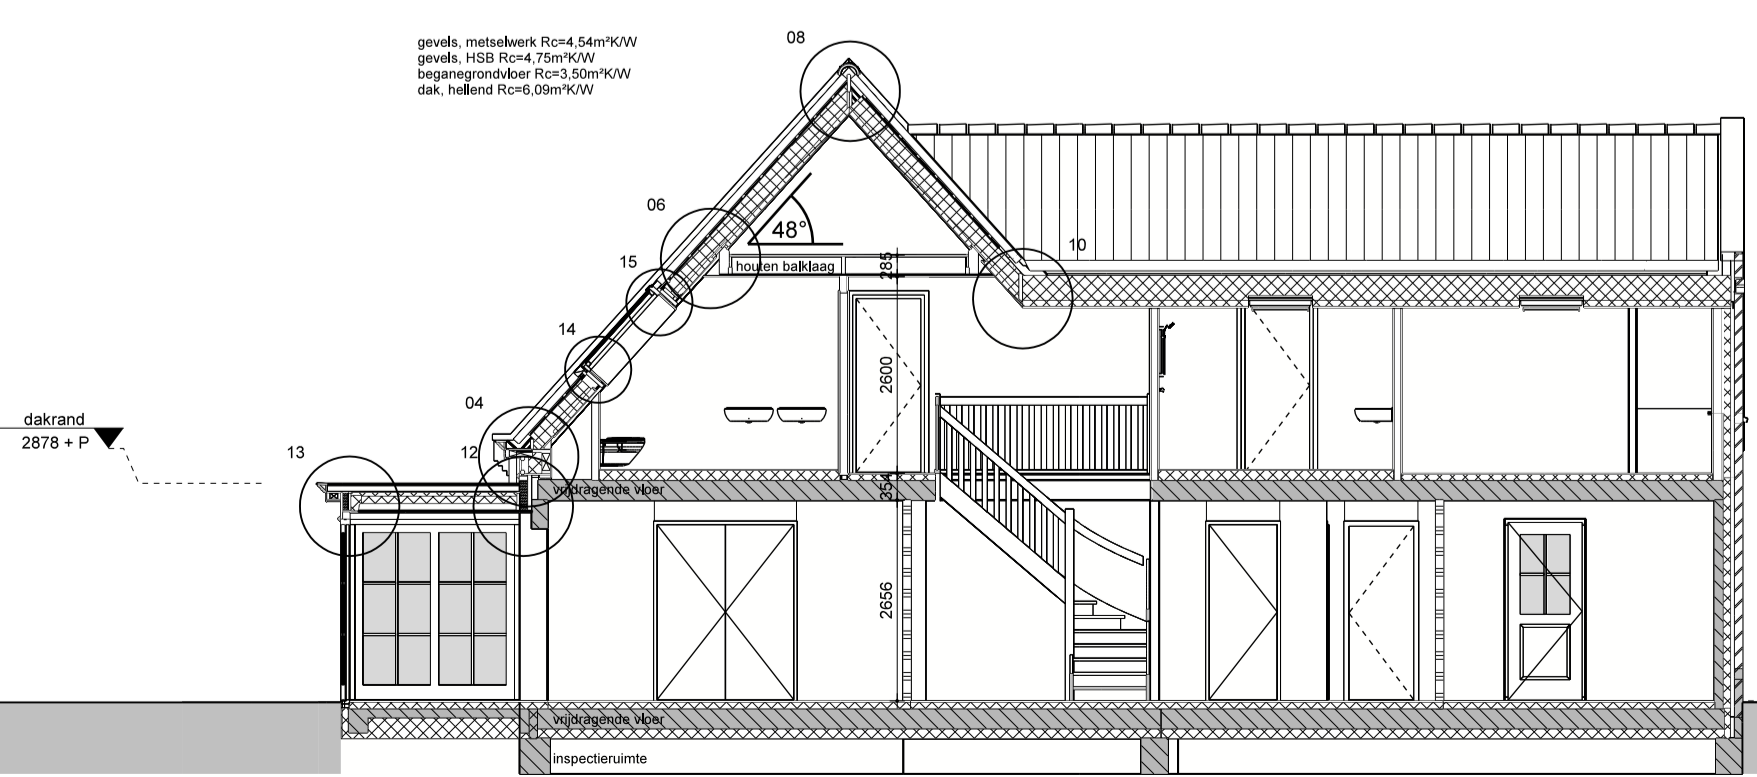 gevels, metselwerk Rc=4,54m²K/W
gevels, HSB Rc=4,75m²K/W
beganegrondvloer Rc=3,50m²K/W
dak, hellend Rc=6,09m²K/W
08
06
48°
10
15
houten balklaag
285
14
2600
04
dakrand
2878 + P
13
12
vrijdragende vloer
354
2656
vrijdragende vloer
inspectieruimte